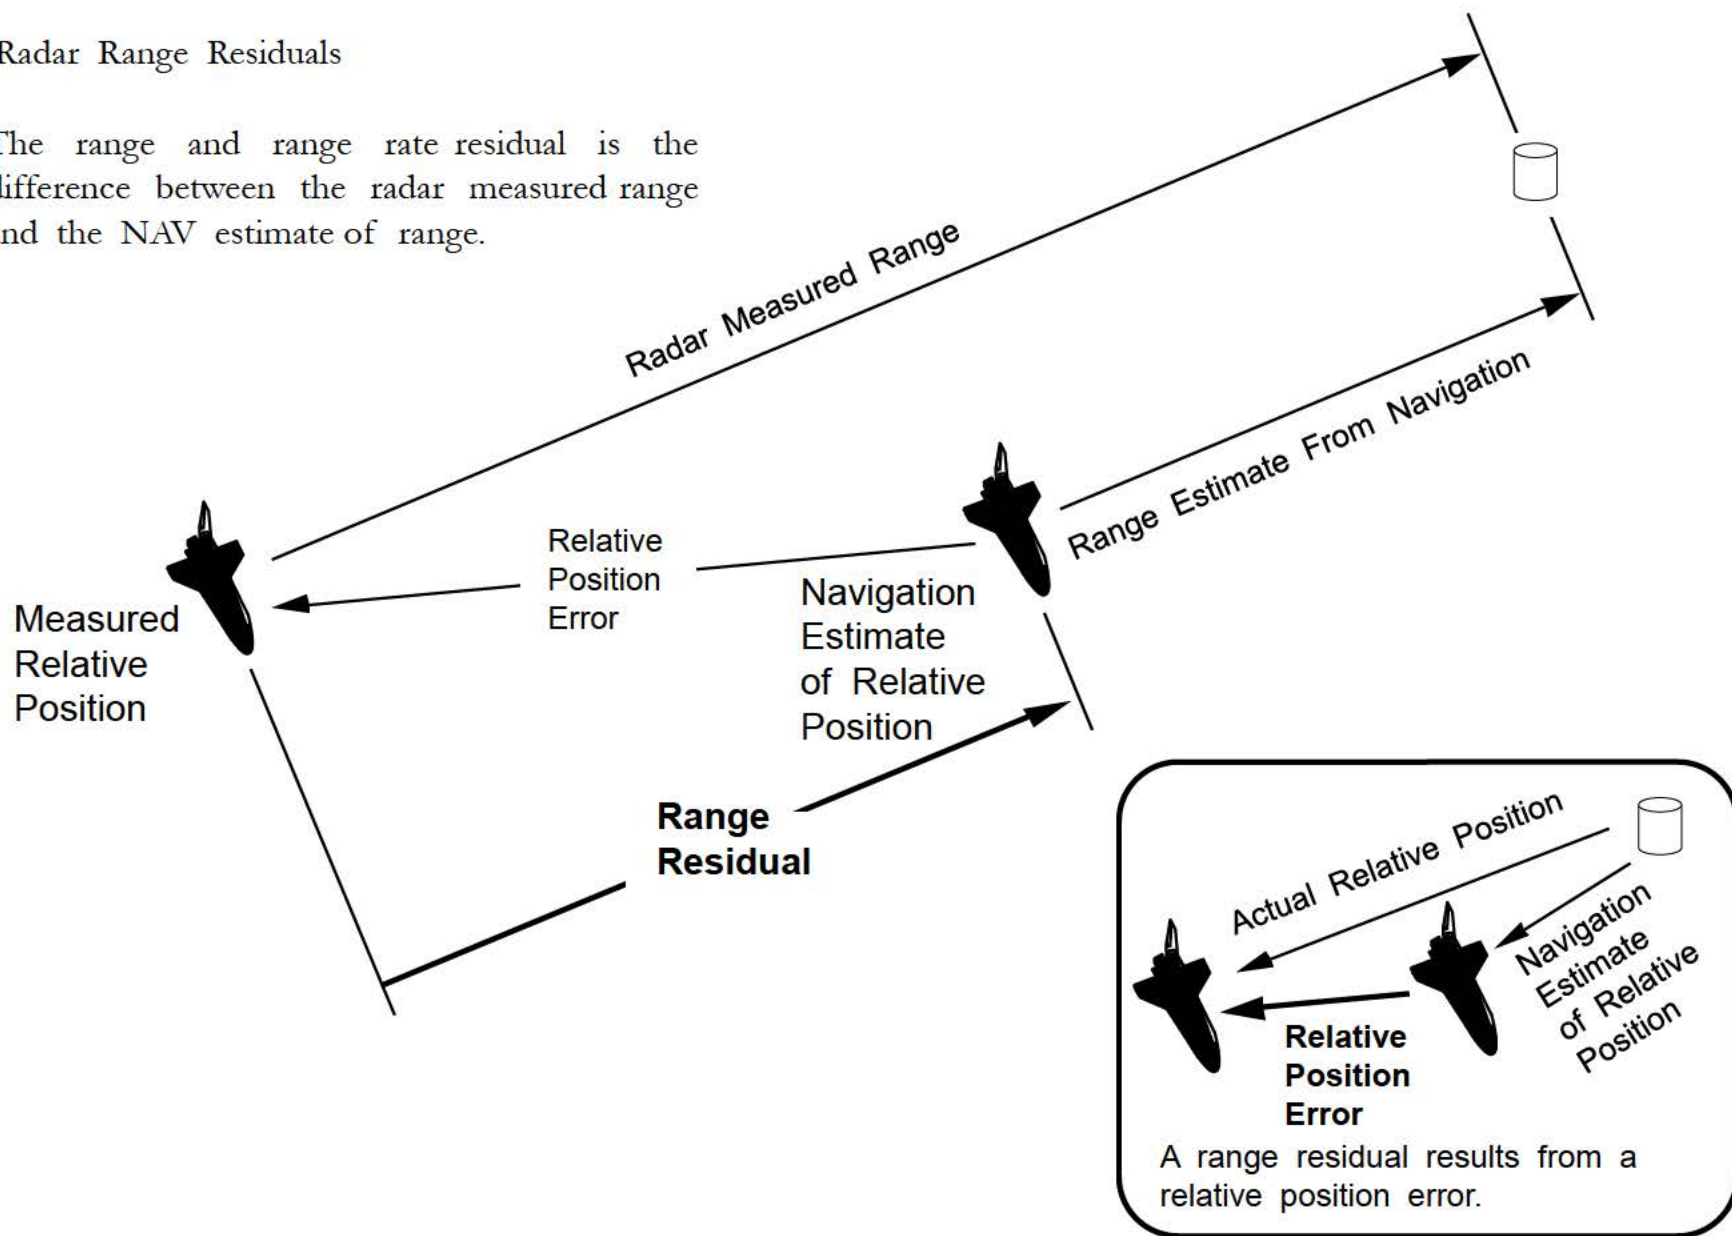 Radar Range Residuals
The range and range rate residual is the
difference between the radar measured range
and the NAV estimate of range.
Radar Measured Range
Range Estimate From Navigation
Relative
Position
Error
Measured
Relative
Position
Navigation
Estimate
of Relative
Position
Range
Residual
Actual Relative Position
Navigation
Estimate
of Relative
Position
Relative
Position
Error
A range residual results from a
relative position error.